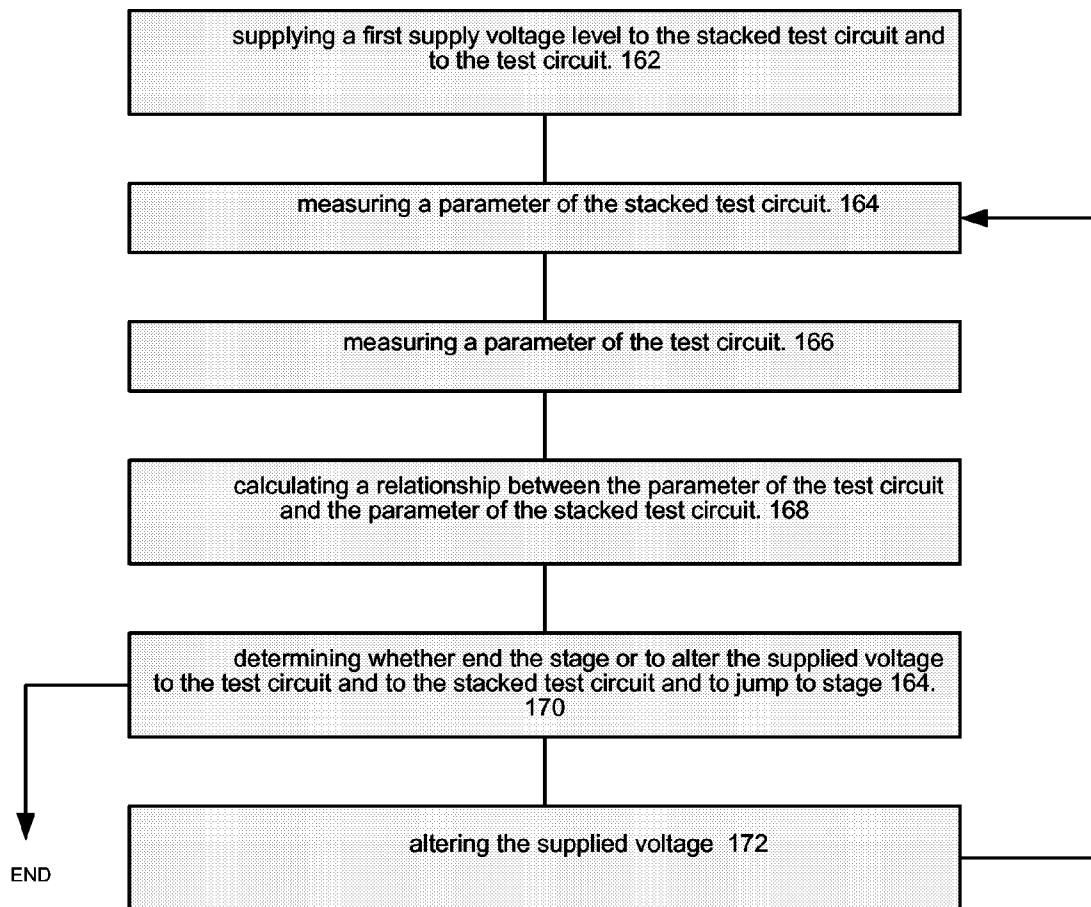 supplying a first supply voltage level to the stacked test circuit and
to the test circuit. 162
measuring a parameter of the stacked test circuit. 164
measuring a parameter of the test circuit. 166
calculating a relationship between the parameter of the test circuit
and the parameter of the stacked test circuit. 168
determining whether end the stage or to alter the supplied voltage
to the test circuit and to the stacked test circuit and to jump to stage 164.
170
altering the supplied voltage 172
END